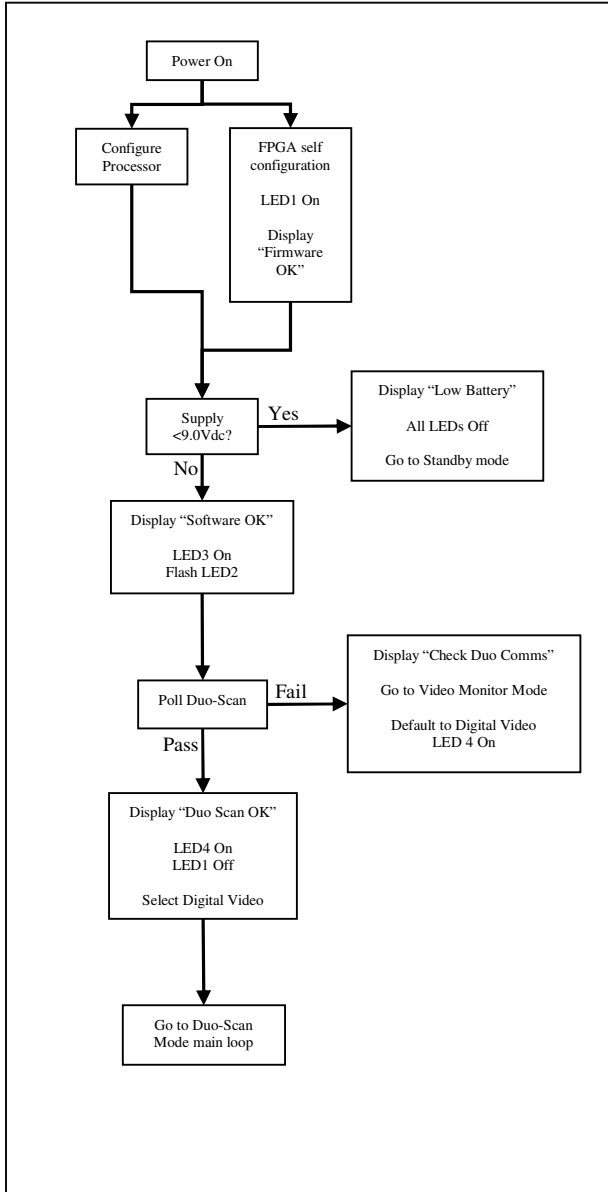 Power On
Configure
Processor
FPGA self
configuration
LED1 On
Display
“Firmware
OK”
Supply
<9.0Vdc?
Yes
No
Display “Low Battery”
All LEDs Off
Go to Standby mode
Display “Software OK”
LED3 On
Flash LED2
Poll Duo-Scan
Fail
Pass
Display “Check Duo Comms”
Go to Video Monitor Mode
Default to Digital Video
LED 4 On
Display “Duo Scan OK”
LED4 On
LED1 Off
Select Digital Video
Go to Duo-Scan
Mode main loop